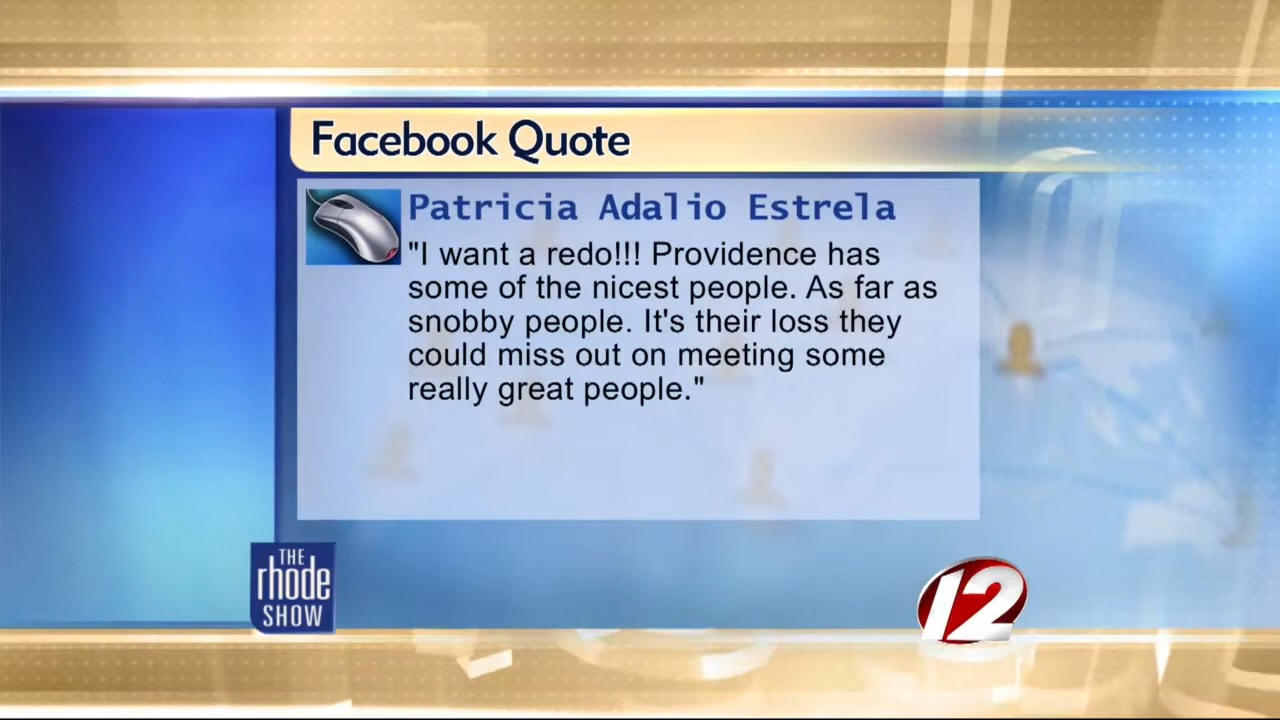 Facebook Quote
Patricia Adalio Estrela
"I want a redo!!! Providence has
some of the nicest people. As far as
snobby people. It's their loss they
could miss out on meeting some
really great people."
THE
rhode
SHOW
12